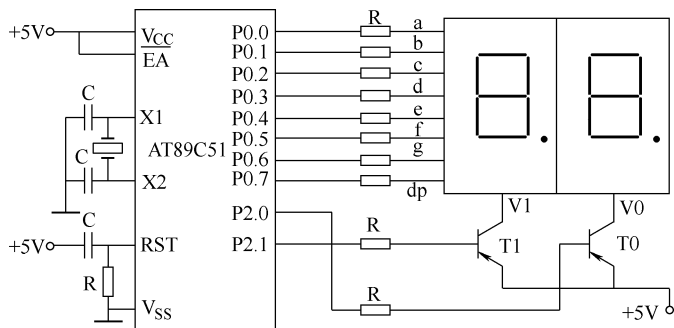 +5V
VCC
EA
C
X1
AT89C51
C
X2
C
+5V
RST
R
VSS
P0.0
P0.1
P0.2
P0.3
P0.4
P0.5
P0.6
P0.7
P2.0
P2.1
R
a
b
c
d
e
f
g
dp
V1
V0
R
T1
T0
R
+5V